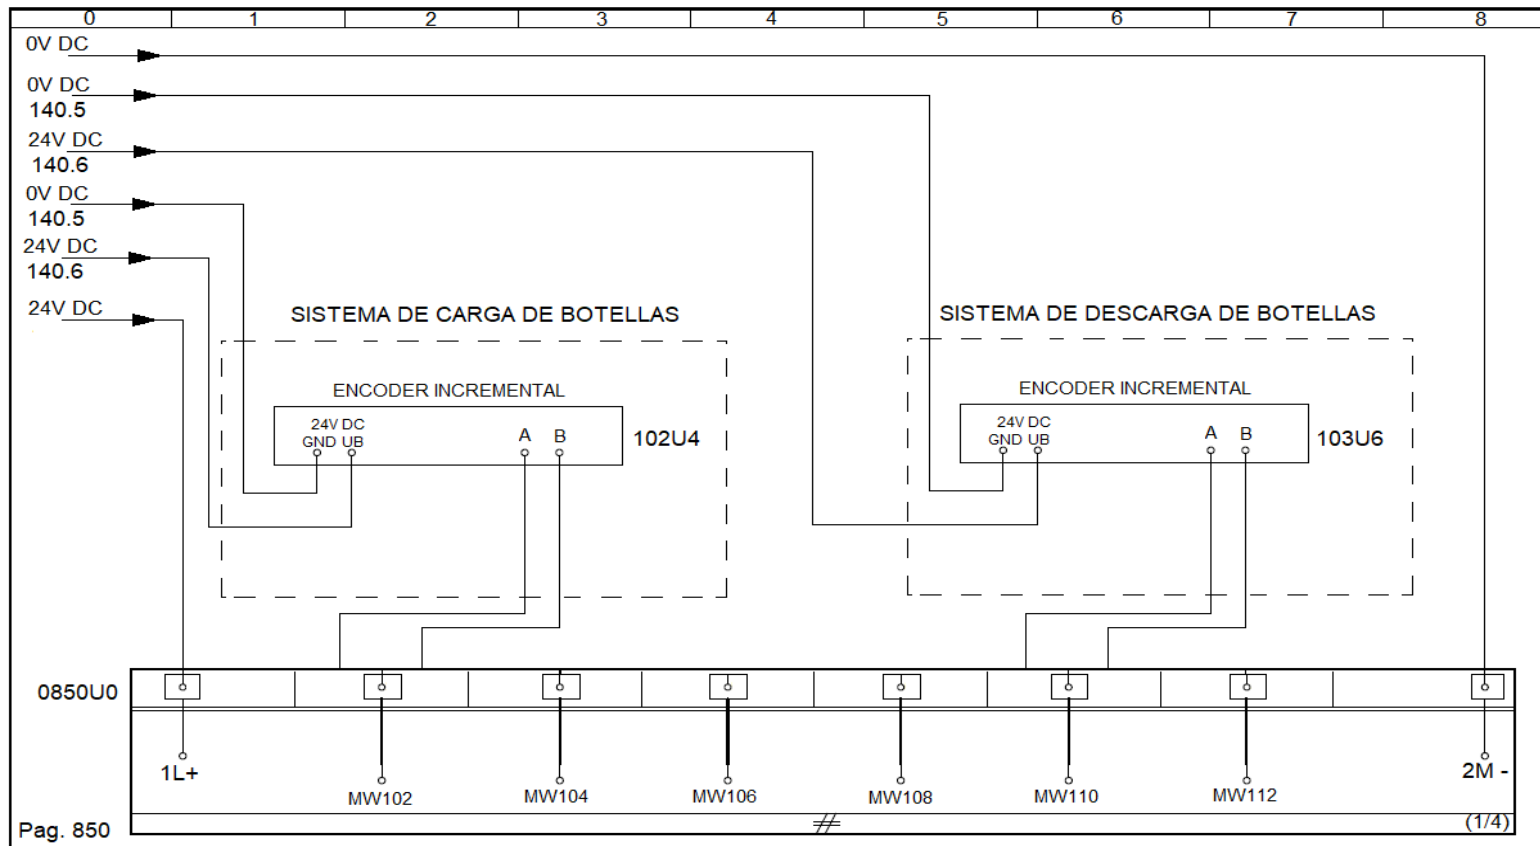 0 1 2 3 4 5 6 7 8
0V DC
0V DC
140.5
24V DC
140.6
0V DC
140.5
24V DC
140.6
24V DC
SISTEMA DE CARGA DE BOTELLAS
SISTEMA DE DESCARGA DE BOTELLAS
ENCODER INCREMENTAL
24V DC
GND UB
A B
102U4
ENCODER INCREMENTAL
24V DC
GND UB
A B
103U6
0850U0
1L+
MW102
MW104
MW106
MW108
MW110
MW112
2M -
Pag. 850
(1/4)